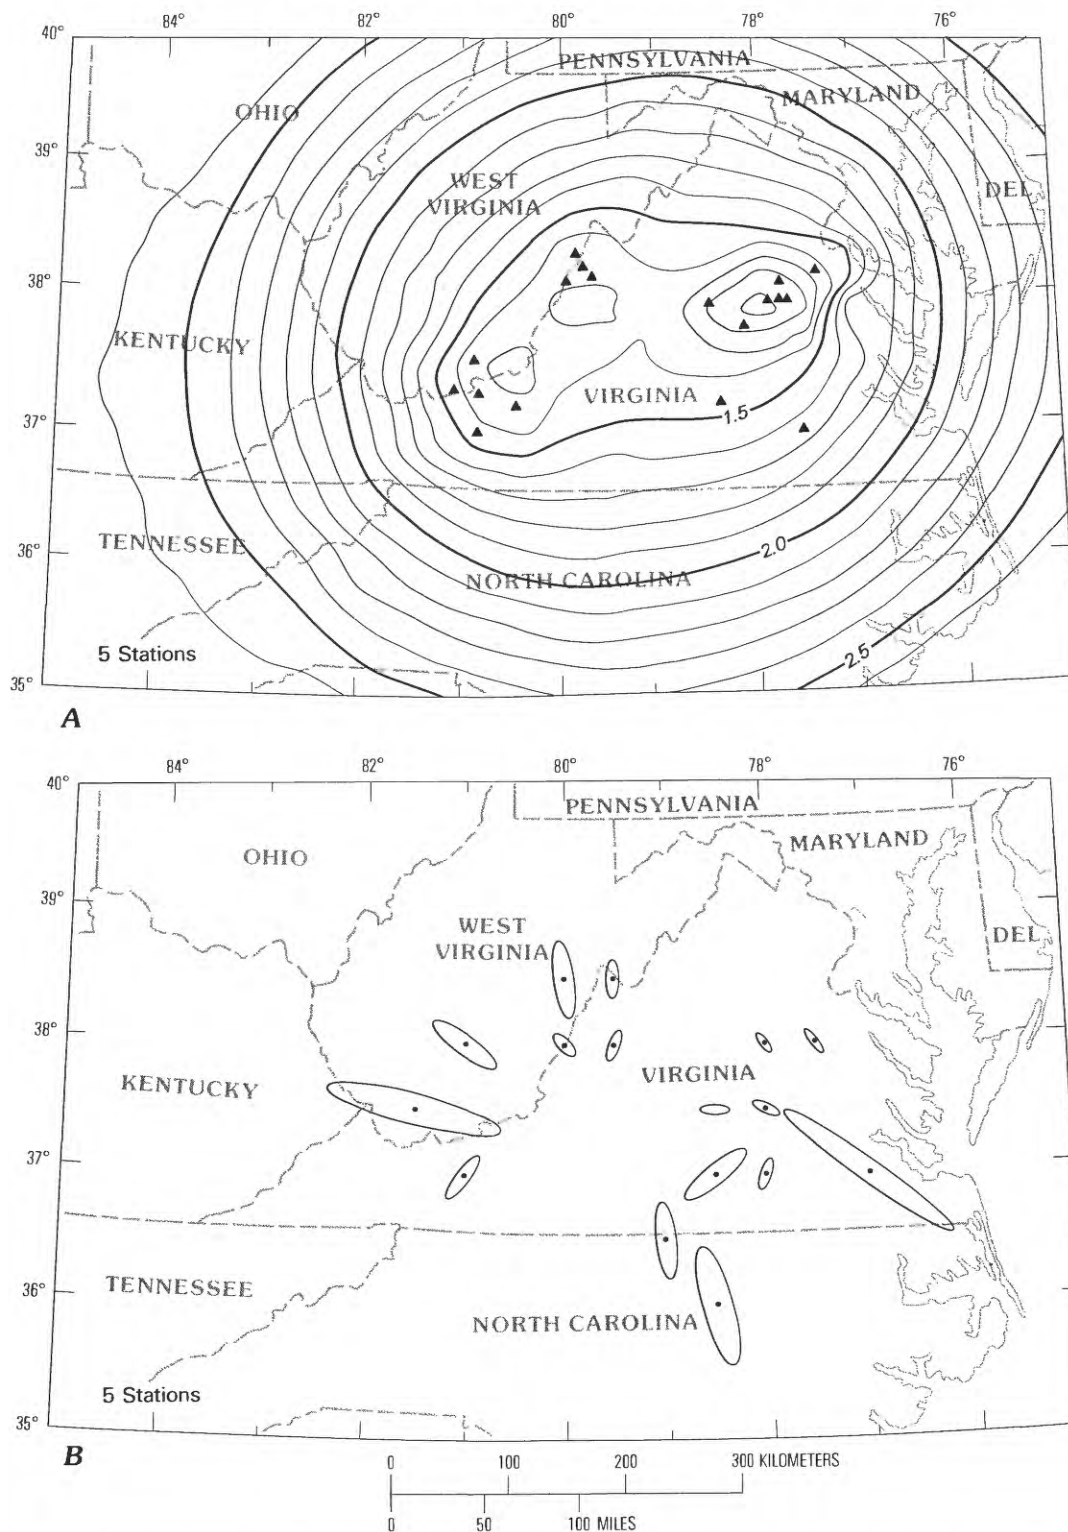 84° 82° 80° 78° 76°
40°
PENNSYLVANIA
MARYLAND
OHIO
39°
WEST
VIRGINIA
DEL
38°
KENTUCKY
VIRGINIA
1.5
37°
TENNESSEE
36°
2.0
NORTH CAROLINA
5 Stations
2.5
35°
A
84° 82° 80° 78° 76°
40°
PENNSYLVANIA
MARYLAND
OHIO
39°
WEST
VIRGINIA
DEL
38°
KENTUCKY
VIRGINIA
37°
TENNESSEE
36°
NORTH CAROLINA
5 Stations
35°
B
0 100 200 300 KILOMETERS
0 50 100 MILES